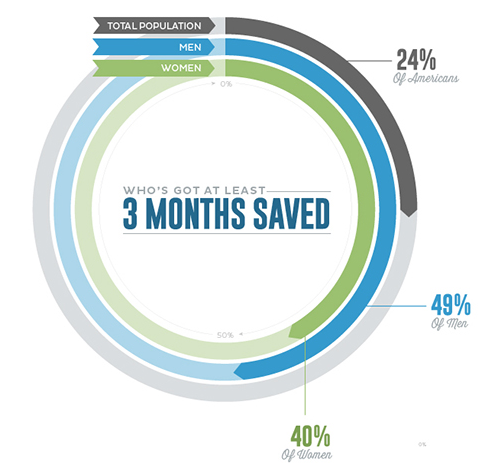 TOTAL POPULATION
MEN
WOMEN
0%
24%
Of Americans
WHO'S GOT AT LEAST
3 MONTHS SAVED
49%
Of Men
50%
40%
Of Women
0%